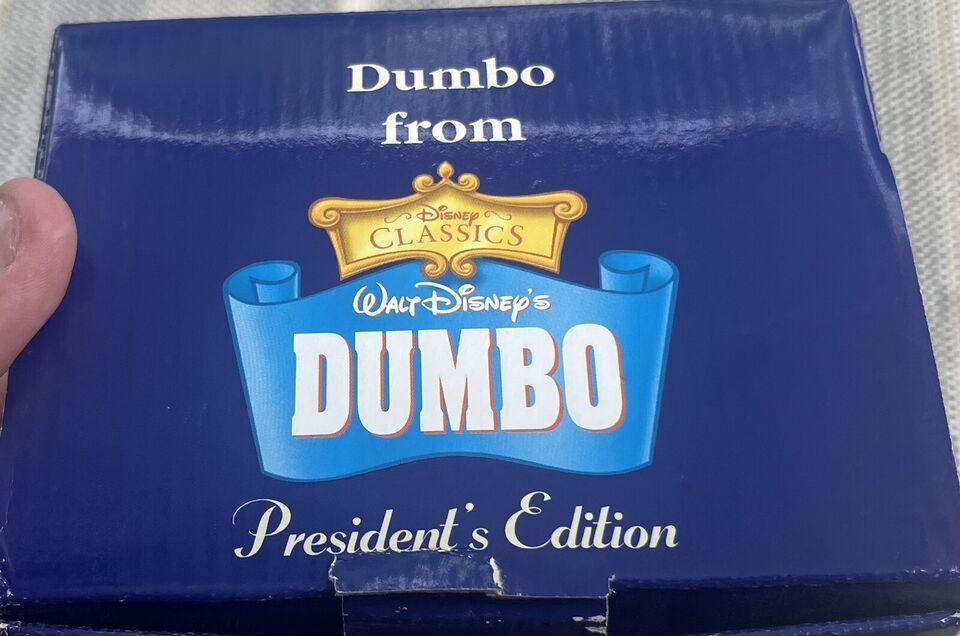 Dumbo
from
Disney
CLASSICS
Walt Disney's
DUMBO
President's Edition